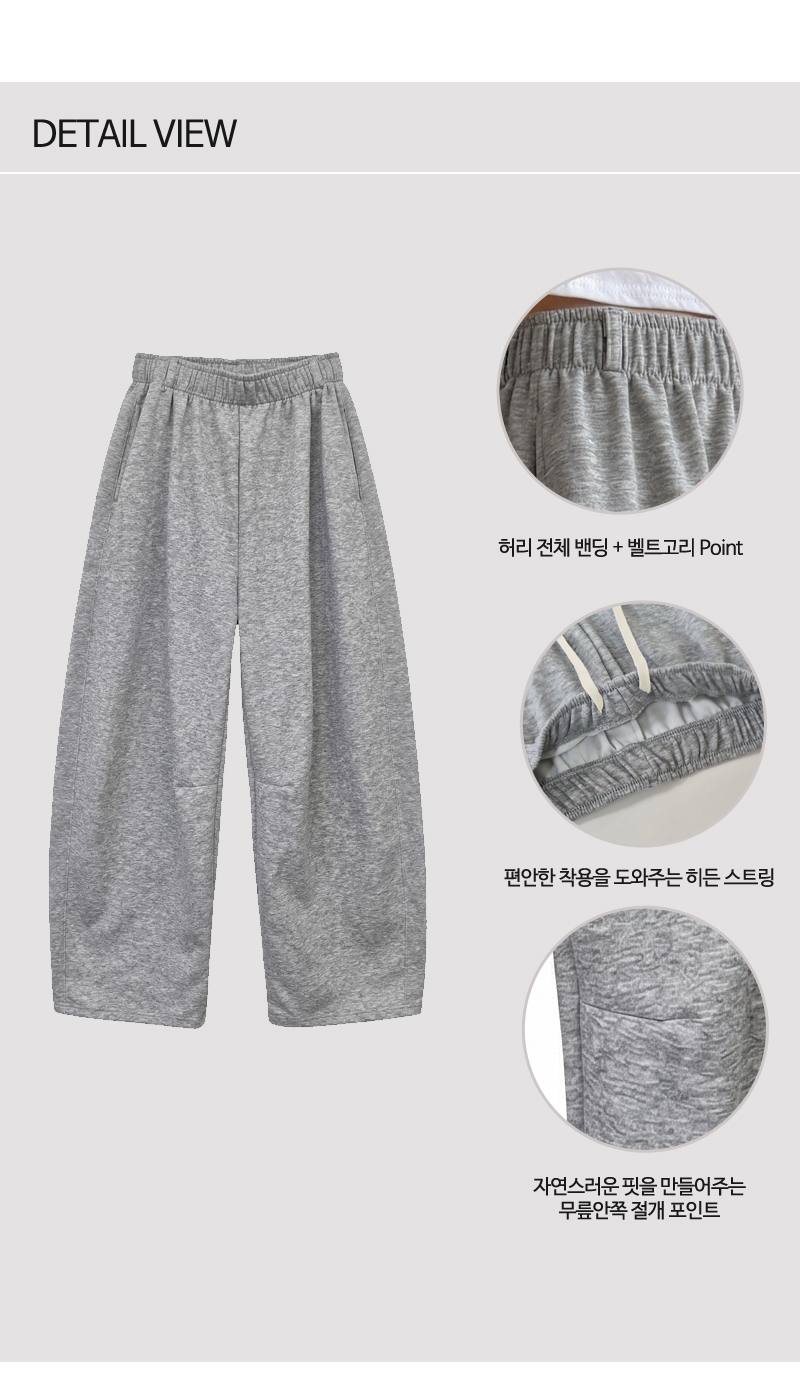 DETAIL VIEW
허리 전체 밴딩 + 벨트고리 Point
편안한 착용을 도와주는 히든 스트링
자연스러운 핏을 만들어주는
무릎안쪽 절개 포인트